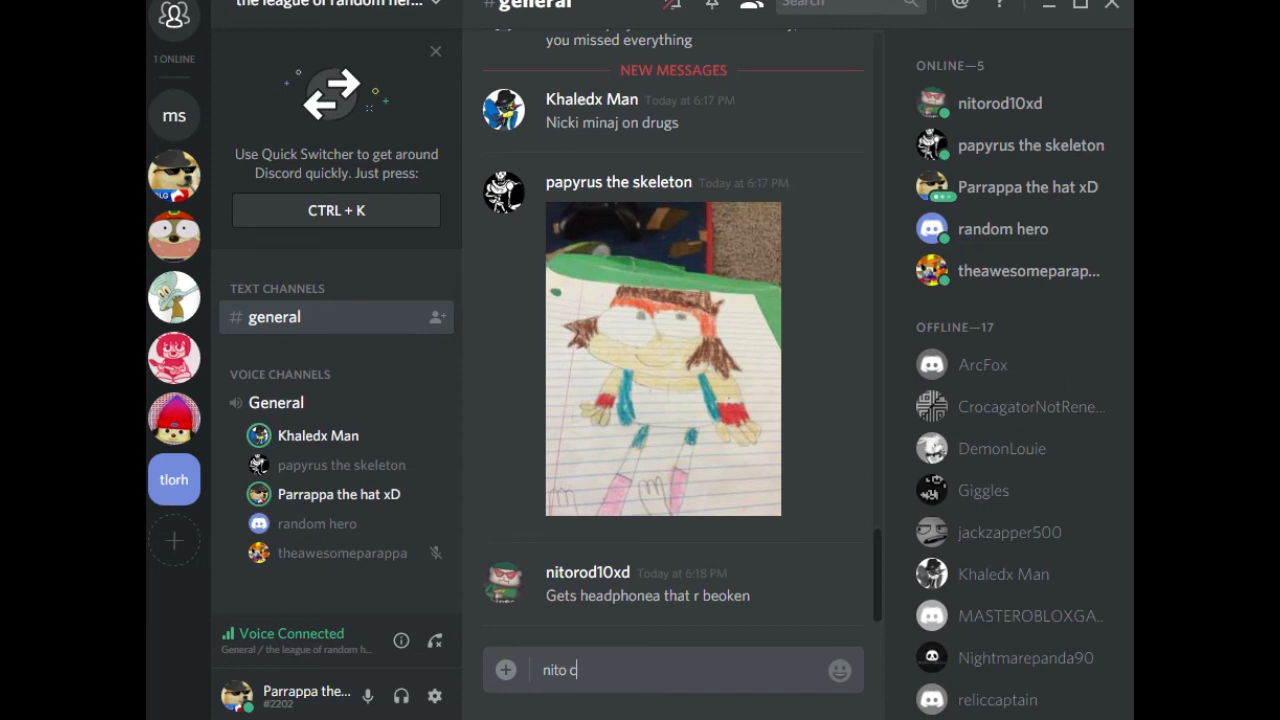 the league of random her...
# general
Search
@ ?
1 ONLINE
ms
tlorh
Use Quick Switcher to get around
Discord quickly. Just press:
CTRL + K
TEXT CHANNELS
# general
VOICE CHANNELS
General
Khaledx Man
papyrus the skeleton
Parrappa the hat xD
random hero
theawesomeparappa
Voice Connected
General / the league of random h...
Parrappa the...
#2202
you missed everything
NEW MESSAGES
Khaledx Man Today at 6:17 PM
Nicki minaj on drugs
papyrus the skeleton Today at 6:17 PM
nitorod10xd Today at 6:18 PM
Gets headphonea that r beoken
nito c
ONLINE—5
nitorod10xd
papyrus the skeleton
Parrappa the hat xD
random hero
theawesomeparap...
OFFLINE—17
ArcFox
CrocagatorNotRene...
DemonLouie
Giggles
jackzapper500
Khaledx Man
MASTEROBLOXGA...
Nightmarepanda90
reliccaptain